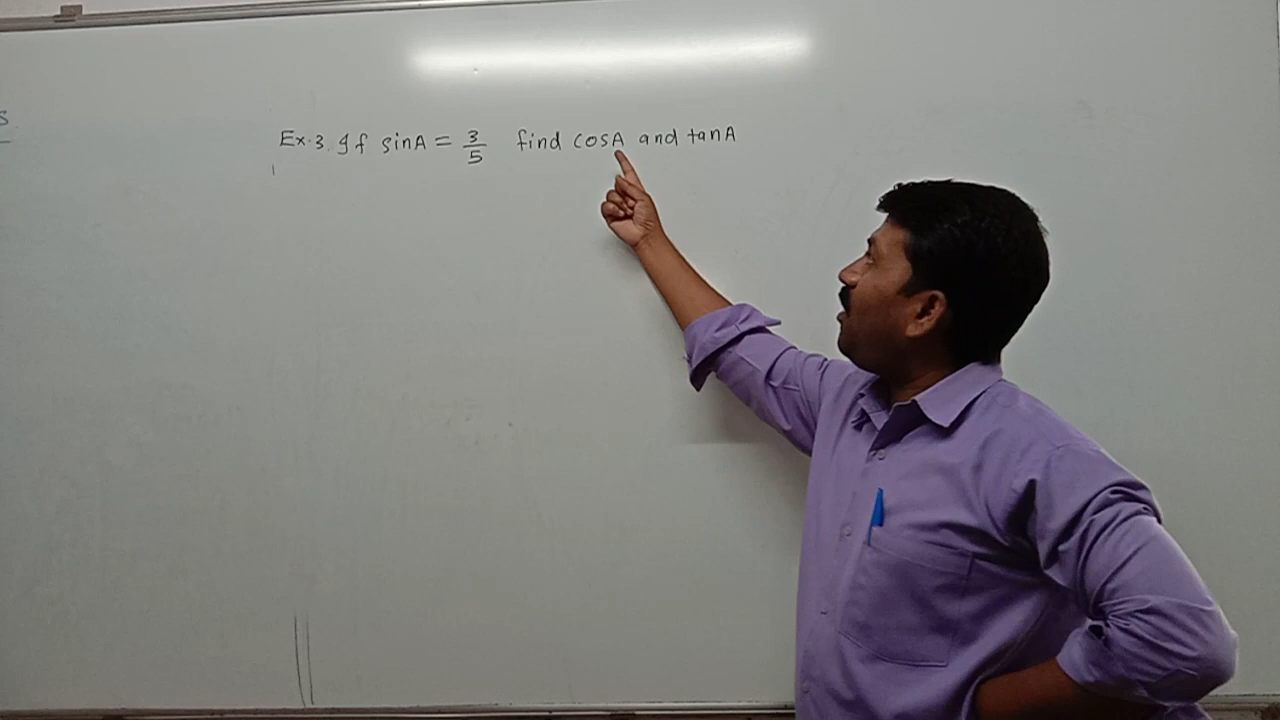 S
Ex.3. If sinA = 3/5 find cosA and tanA